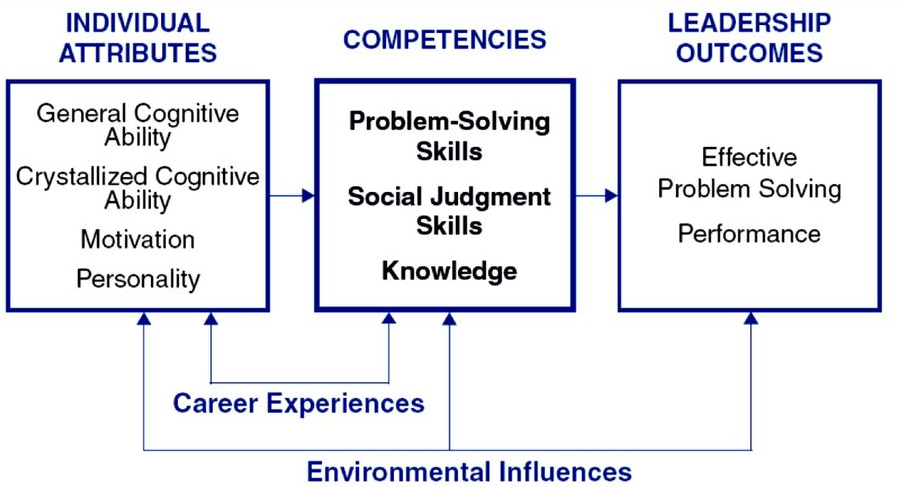 INDIVIDUAL
ATTRIBUTES
COMPETENCIES
LEADERSHIP
OUTCOMES
General Cognitive
Ability
Crystallized Cognitive
Ability
Motivation
Personality
Problem-Solving
Skills
Social Judgment
Skills
Knowledge
Effective
Problem Solving
Performance
Career Experiences
Environmental Influences